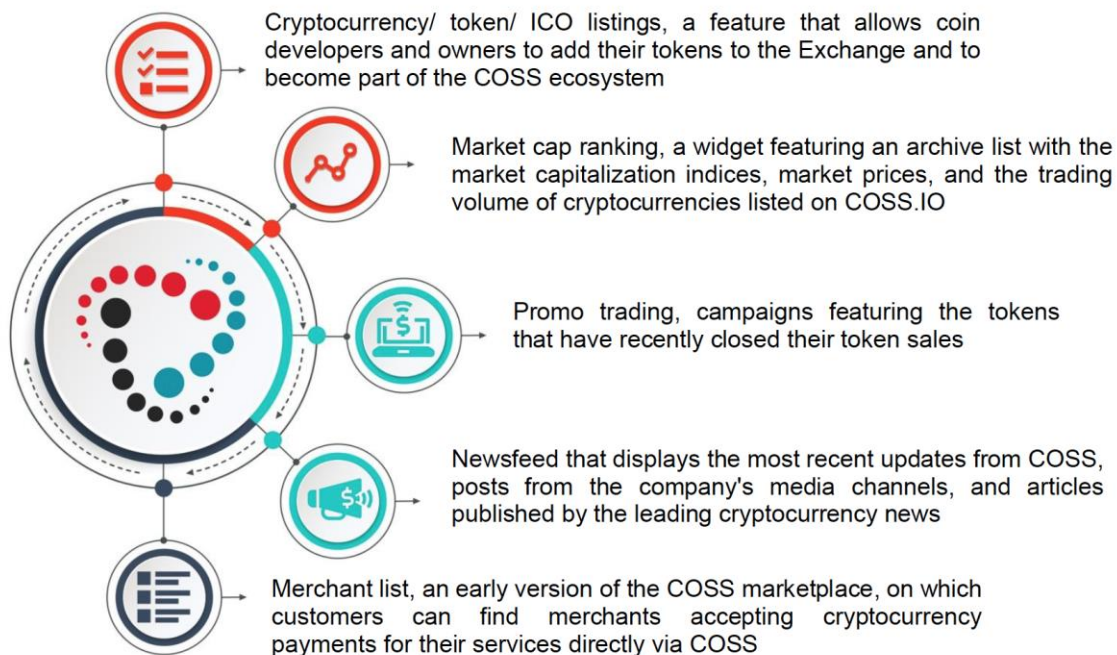 Cryptocurrency/ token/ ICO listings, a feature that allows coin
developers and owners to add their tokens to the Exchange and to
become part of the COSS ecosystem
Market cap ranking, a widget featuring an archive list with the
market capitalization indices, market prices, and the trading
volume of cryptocurrencies listed on COSS.IO
Promo trading, campaigns featuring the tokens
that have recently closed their token sales
Newsfeed that displays the most recent updates from COSS,
posts from the company's media channels, and articles
published by the leading cryptocurrency news
Merchant list, an early version of the COSS marketplace, on which
customers can find merchants accepting cryptocurrency
payments for their services directly via COSS